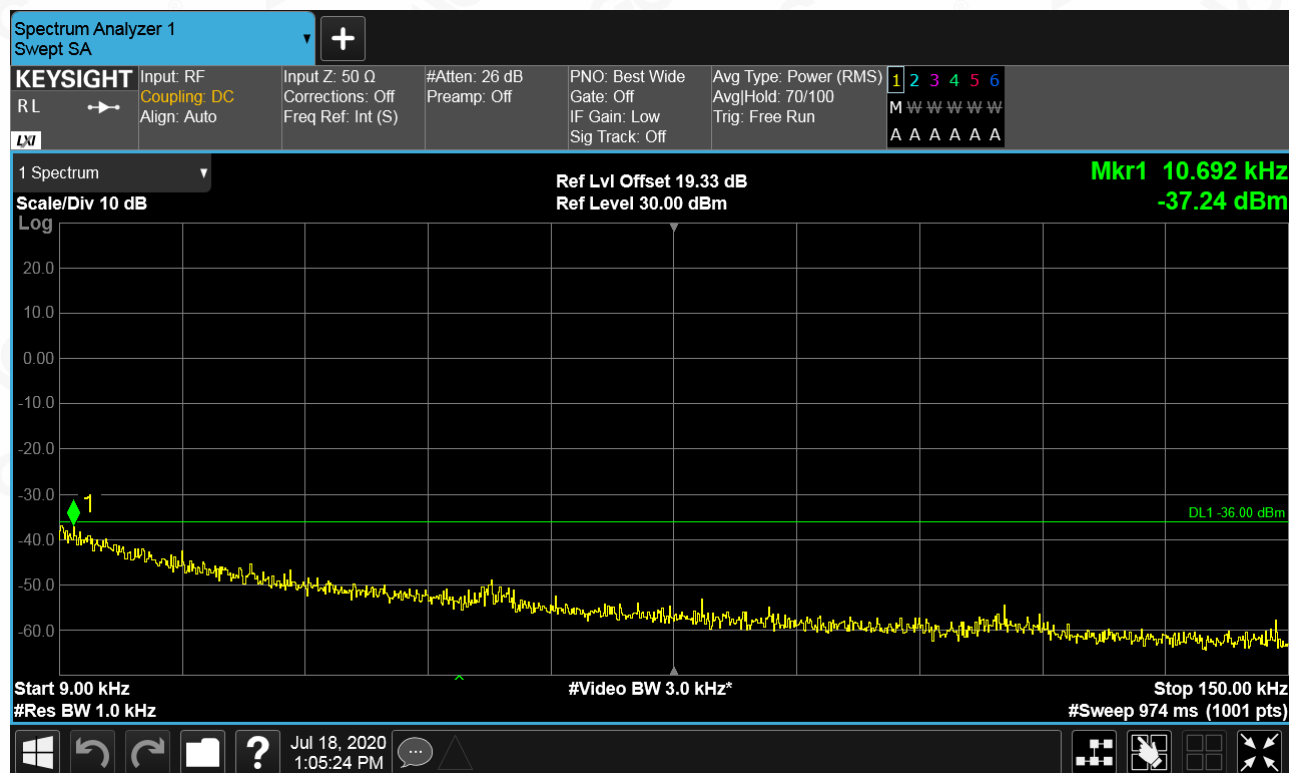 Spectrum Analyzer 1
Swept SA
+
KEYSIGHT
R L
LXI
Input: RF
Coupling: DC
Align: Auto
Input Z: 50 Ω
Corrections: Off
Freq Ref: Int (S)
#Atten: 26 dB
Preamp: Off
PNO: Best Wide
Gate: Off
IF Gain: Low
Sig Track: Off
Avg Type: Power (RMS)
Avg|Hold: 70/100
Trig: Free Run
1 2 3 4 5 6
M W W W W W
A A A A A A
1 Spectrum
Scale/Div 10 dB
Log
Ref Lvl Offset 19.33 dB
Ref Level 30.00 dBm
Mkr1 10.692 kHz
-37.24 dBm
20.0
10.0
0.00
-10.0
-20.0
-30.0
1
DL1 -36.00 dBm
-40.0
-50.0
-60.0
Start 9.00 kHz
#Video BW 3.0 kHz*
Stop 150.00 kHz
#Res BW 1.0 kHz
#Sweep 974 ms (1001 pts)
?
Jul 18, 2020
1:05:24 PM